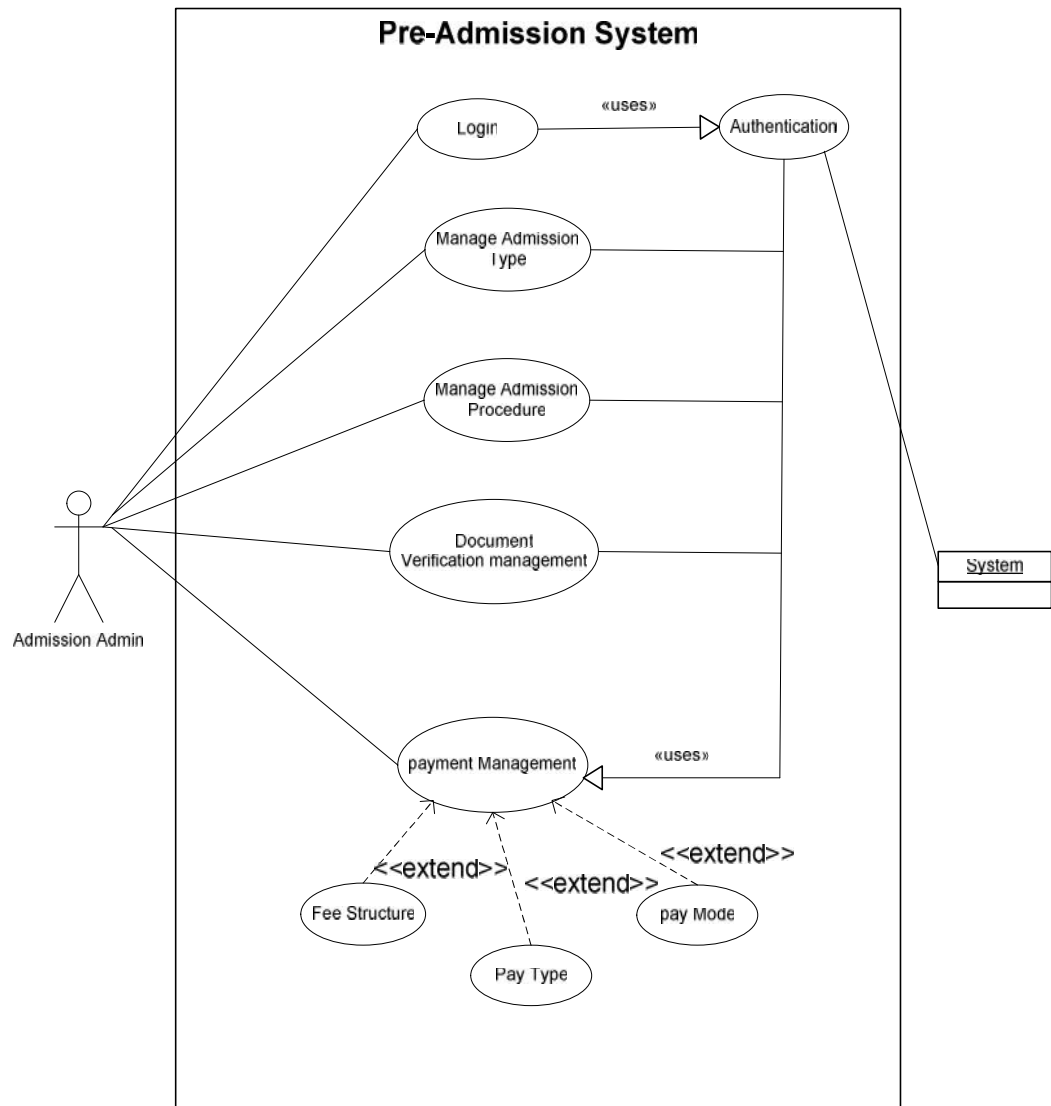 Pre-Admission System
«uses»
Login
Authentication
Manage Admission
Type
Manage Admission
Procedure
Document
Verification management
System
Admission Admin
«uses»
payment Management
<<extend>>
<<extend>>
<<extend>>
Fee Structure
pay Mode
Pay Type